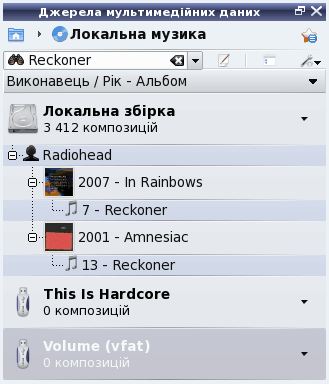 Джерела мультимедійних даних
Локальна музика
Reckoner
Виконавець / Рік - Альбом
Локальна збірка
3 412 композицій
Radiohead
2007 - In Rainbows
7 - Reckoner
2001 - Amnesiac
13 - Reckoner
This Is Hardcore
0 композицій
Volume (vfat)
0 композицій